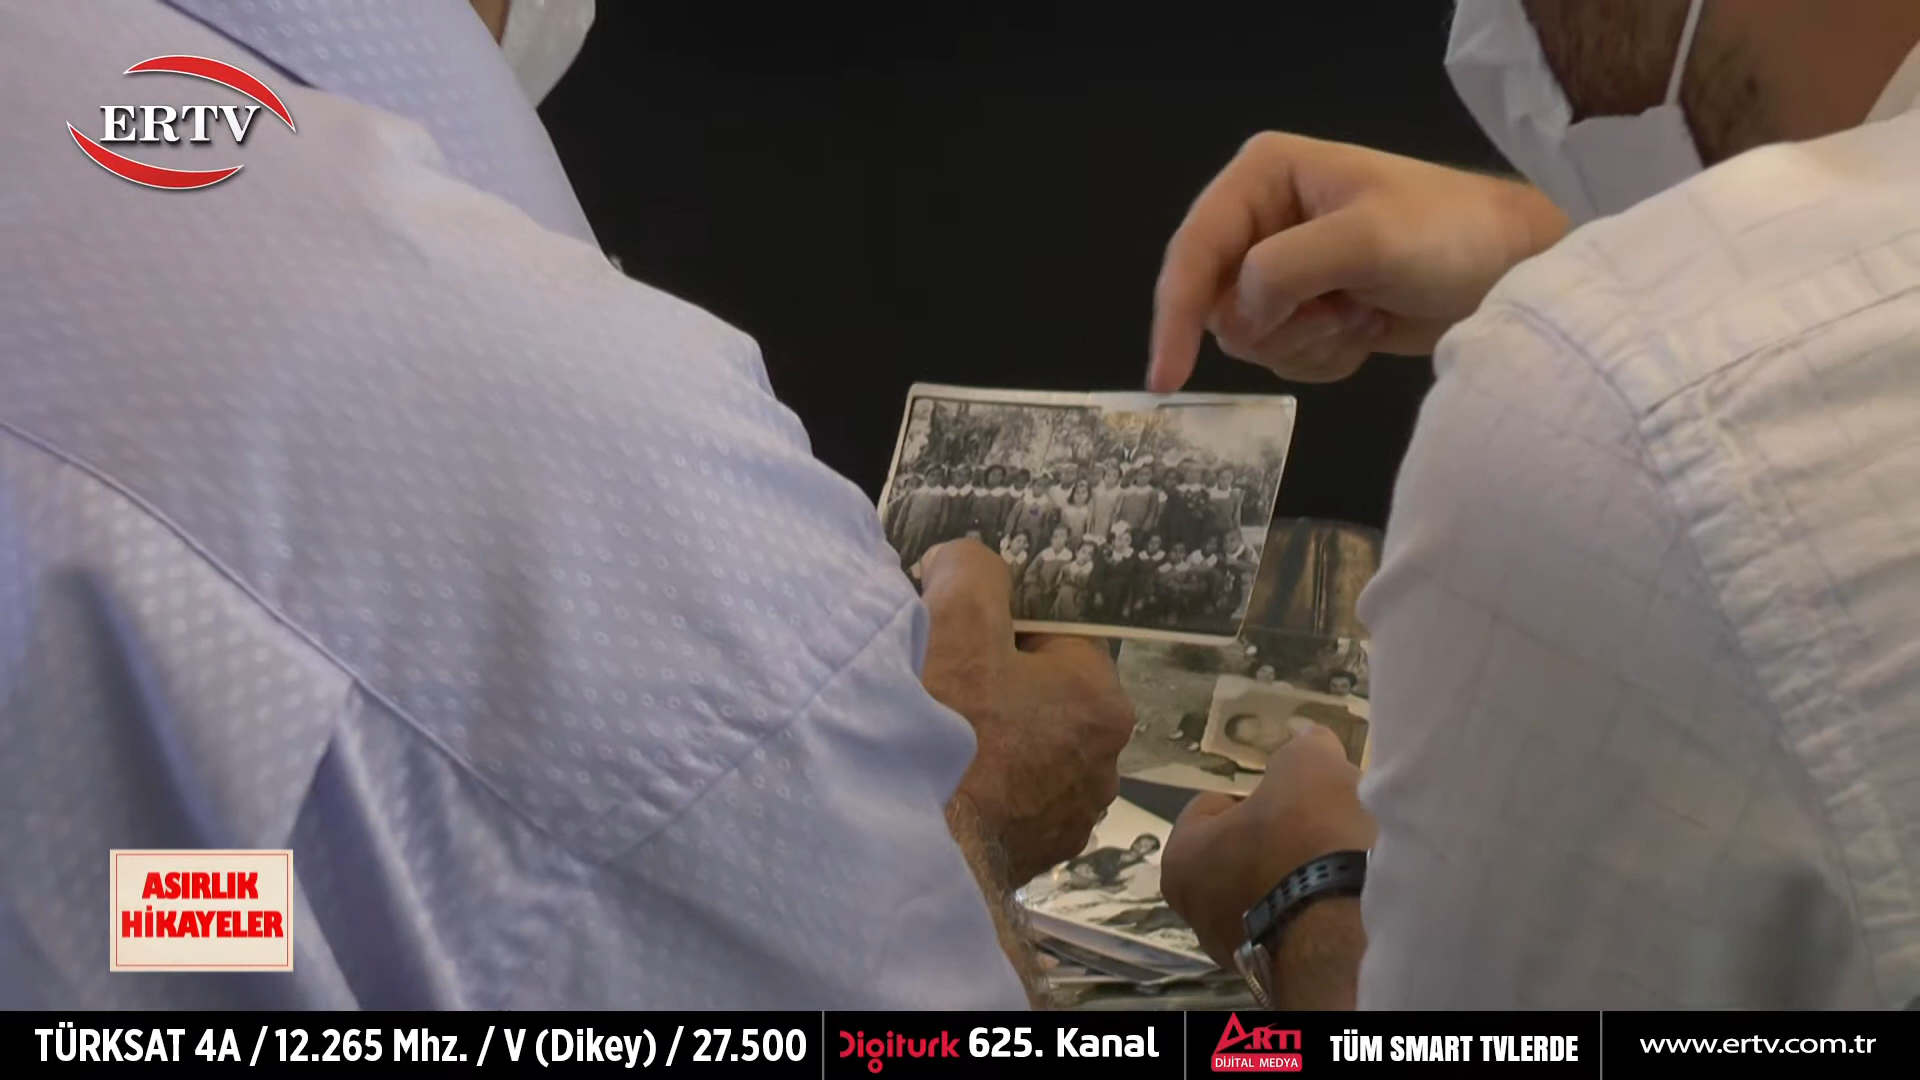 ERTV
ASIRLIK
HİKAYELER
TÜRKSAT 4A / 12.265 Mhz. / V (Dikey) / 27.500
Digiturk 625. Kanal
ARTI
DİJİTAL MEDYA
TÜM SMART TVLERDE
www.ertv.com.tr